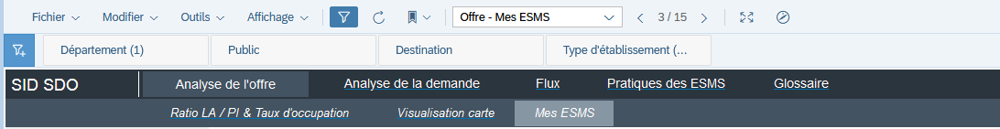 Fichier Modifier Outils Affichage Offre - Mes ESMS 3 / 15
Département (1) Public Destination Type d'établissement (...
SID SDO Analyse de l'offre Analyse de la demande Flux Pratiques des ESMS Glossaire
Ratio LA / PI & Taux d'occupation Visualisation carte Mes ESMS